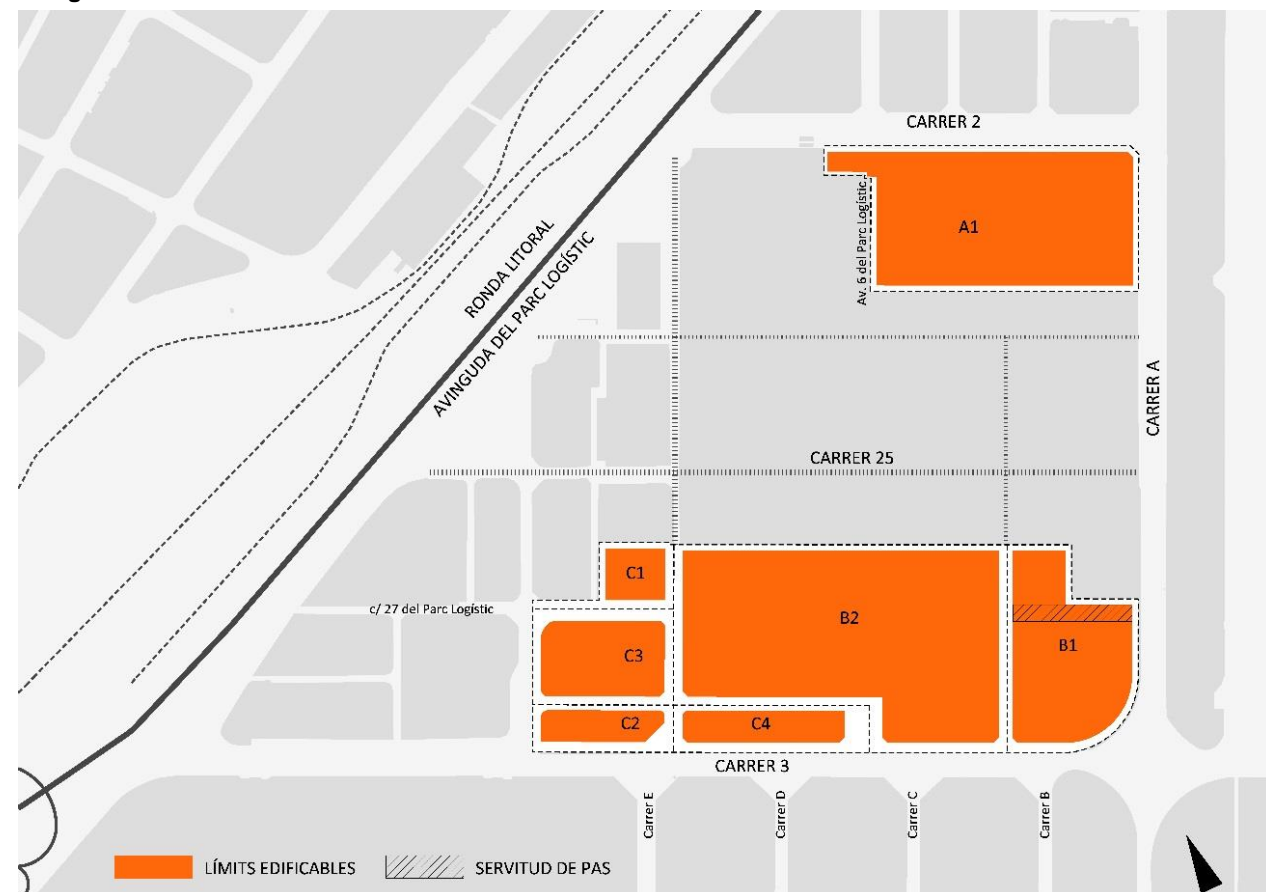 CARRER 2
A1
Av. 6 del Parc Logístic
RONDA LITORAL
AVINGUDA DEL PARC LOGÍSTIC
CARRER A
CARRER 25
C1
c/ 27 del Parc Logístic
B2
B1
C3
C2
C4
CARRER 3
Carrer E
Carrer D
Carrer C
Carrer B
LÍMITS EDIFICABLES
SERVITUD DE PAS